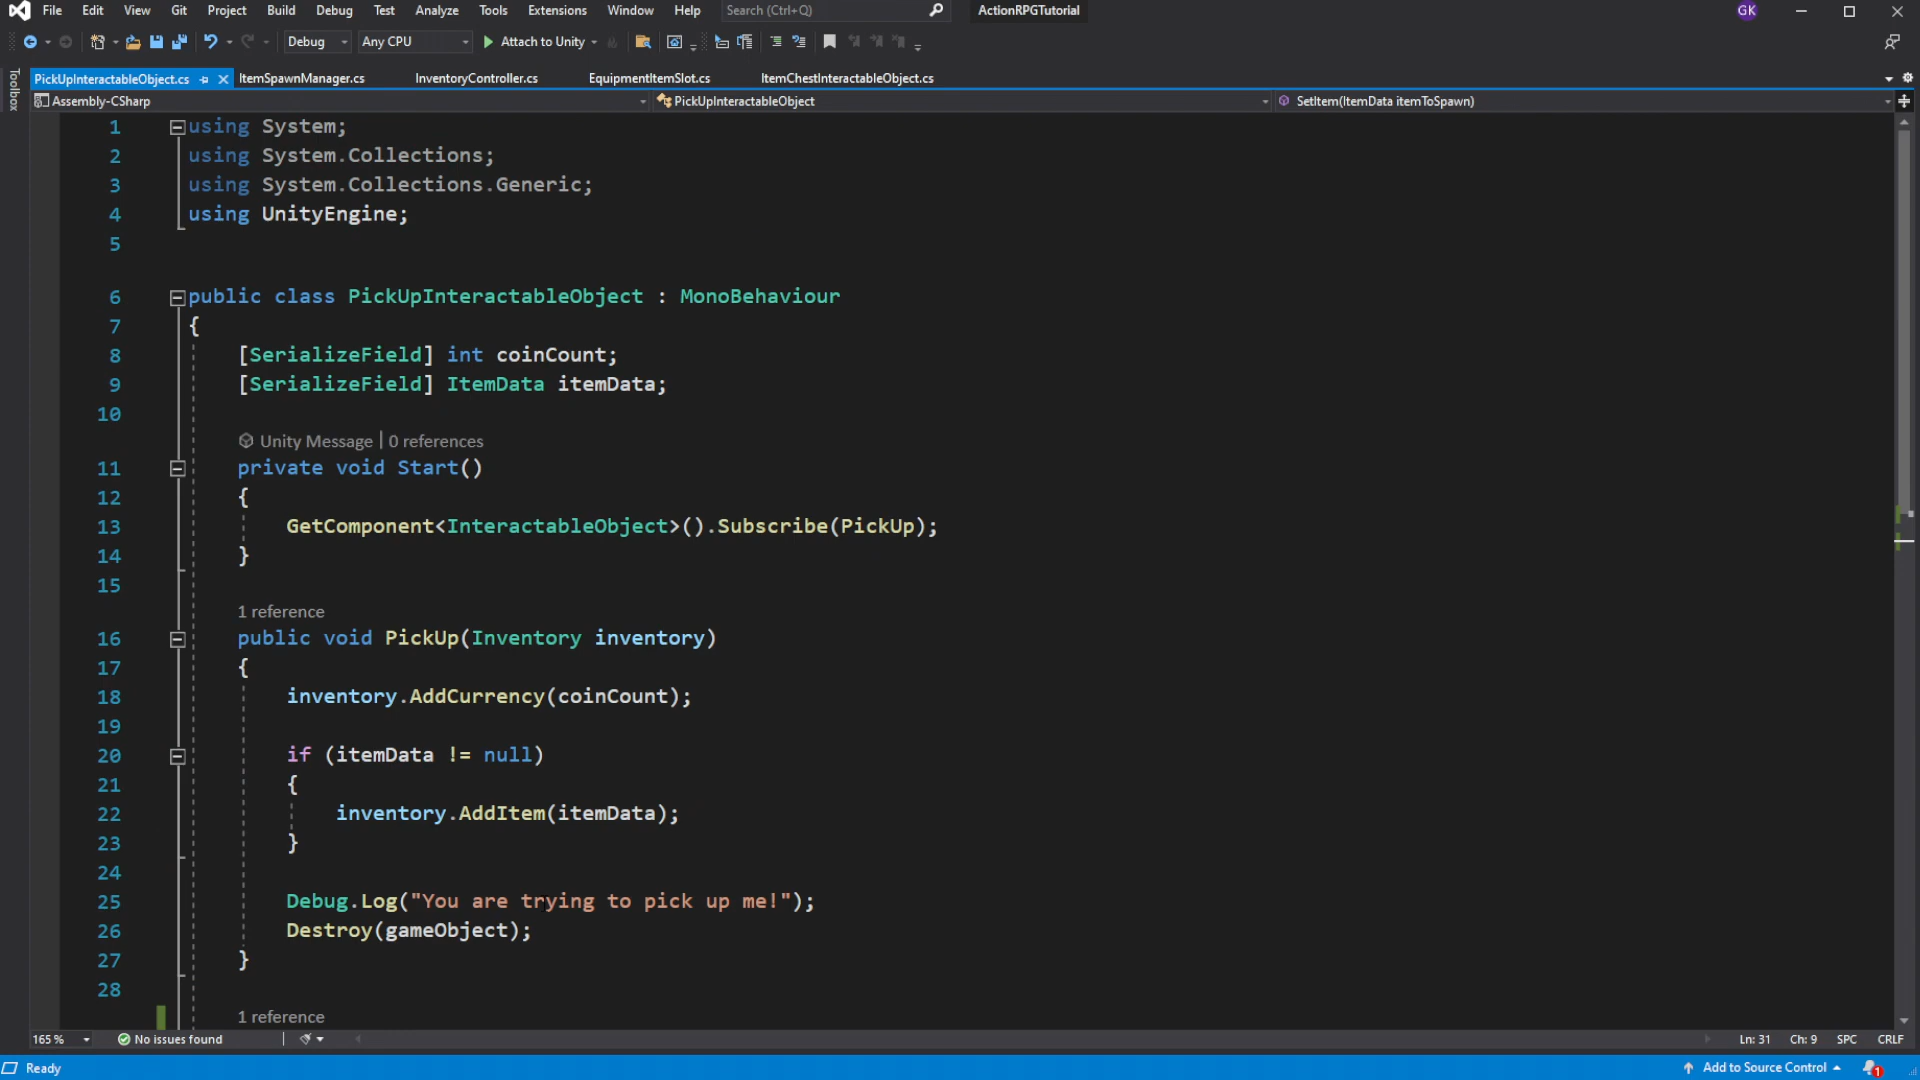 File Edit View Git Project Build Debug Test Analyze Tools Extensions Window Help Search (Ctrl+Q) ActionRPGTutorial GK
Debug Any CPU Attach to Unity
Toolbox
PickUpInteractableObject.cs ItemSpawnManager.cs InventoryController.cs EquipmentItemSlot.cs ItemChestInteractableObject.cs
Assembly-CSharp PickUpInteractableObject SetItem(ItemData itemToSpawn)
1 using System;
2 using System.Collections;
3 using System.Collections.Generic;
4 using UnityEngine;
5
6 public class PickUpInteractableObject : MonoBehaviour
7 {
8 [SerializeField] int coinCount;
9 [SerializeField] ItemData itemData;
10
Unity Message | 0 references
11 private void Start()
12 {
13 GetComponent<InteractableObject>().Subscribe(PickUp);
14 }
15
1 reference
16 public void PickUp(Inventory inventory)
17 {
18 inventory.AddCurrency(coinCount);
19
20 if (itemData != null)
21 {
22 inventory.AddItem(itemData);
23 }
24
25 Debug.Log("You are trying to pick up me!");
26 Destroy(gameObject);
27 }
28
1 reference
165 % No issues found Ln: 31 Ch: 9 SPC CRLF
Ready Add to Source Control 1